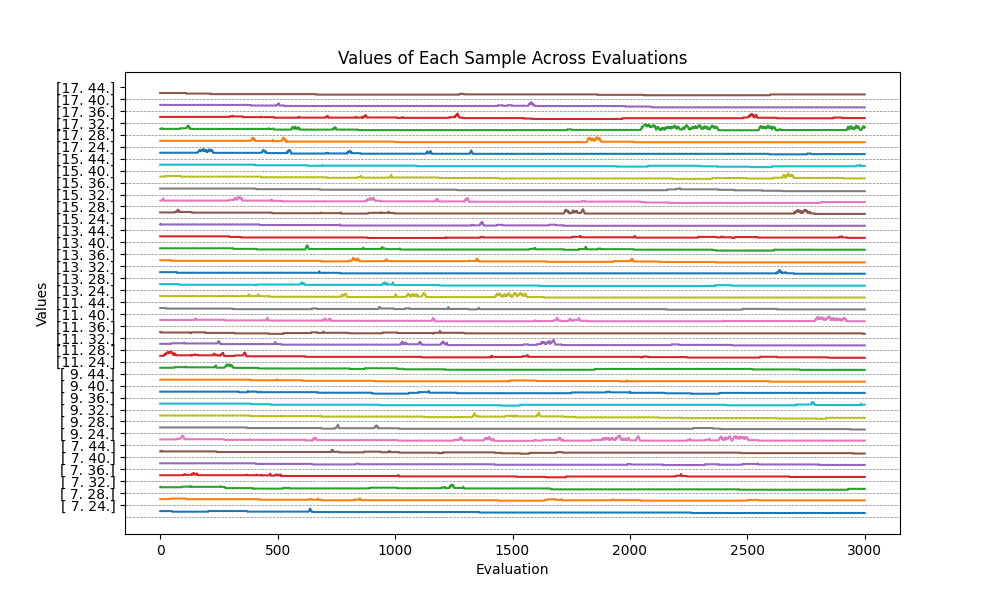 Values of Each Sample Across Evaluations
[17. 44.]
[17. 40.]
[17. 36.]
[17. 32.]
[17. 28.]
[17. 24.]
[15. 44.]
[15. 40.]
[15. 36.]
[15. 32.]
[15. 28.]
[15. 24.]
[13. 44.]
[13. 40.]
[13. 36.]
[13. 32.]
[13. 28.]
[13. 24.]
[11. 44.]
[11. 40.]
[11. 36.]
[11. 32.]
[11. 28.]
[11. 24.]
[ 9. 44.]
[ 9. 40.]
[ 9. 36.]
[ 9. 32.]
[ 9. 28.]
[ 9. 24.]
[ 7. 44.]
[ 7. 40.]
[ 7. 36.]
[ 7. 32.]
[ 7. 28.]
[ 7. 24.]
Values
0 500 1000 1500 2000 2500 3000
Evaluation